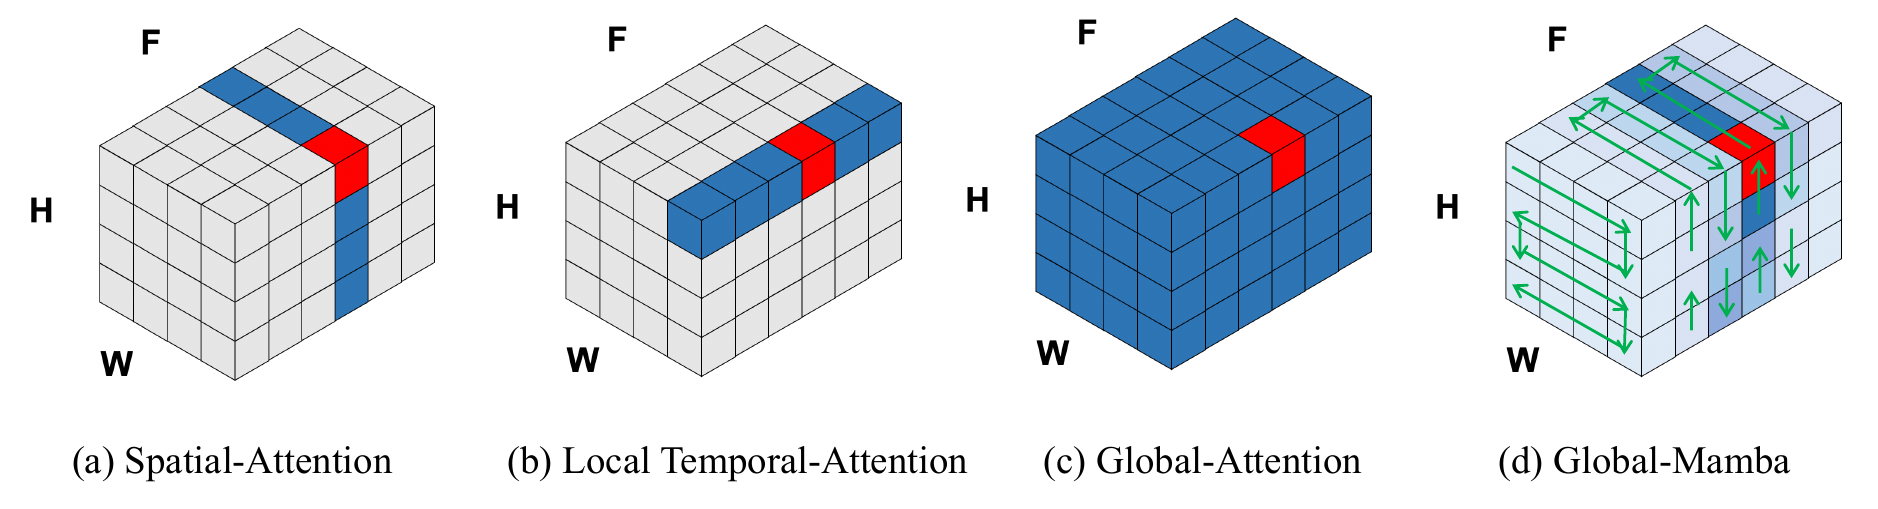 F
H
W
(a) Spatial-Attention
F
H
W
(b) Local Temporal-Attention
F
H
W
(c) Global-Attention
F
H
W
(d) Global-Mamba